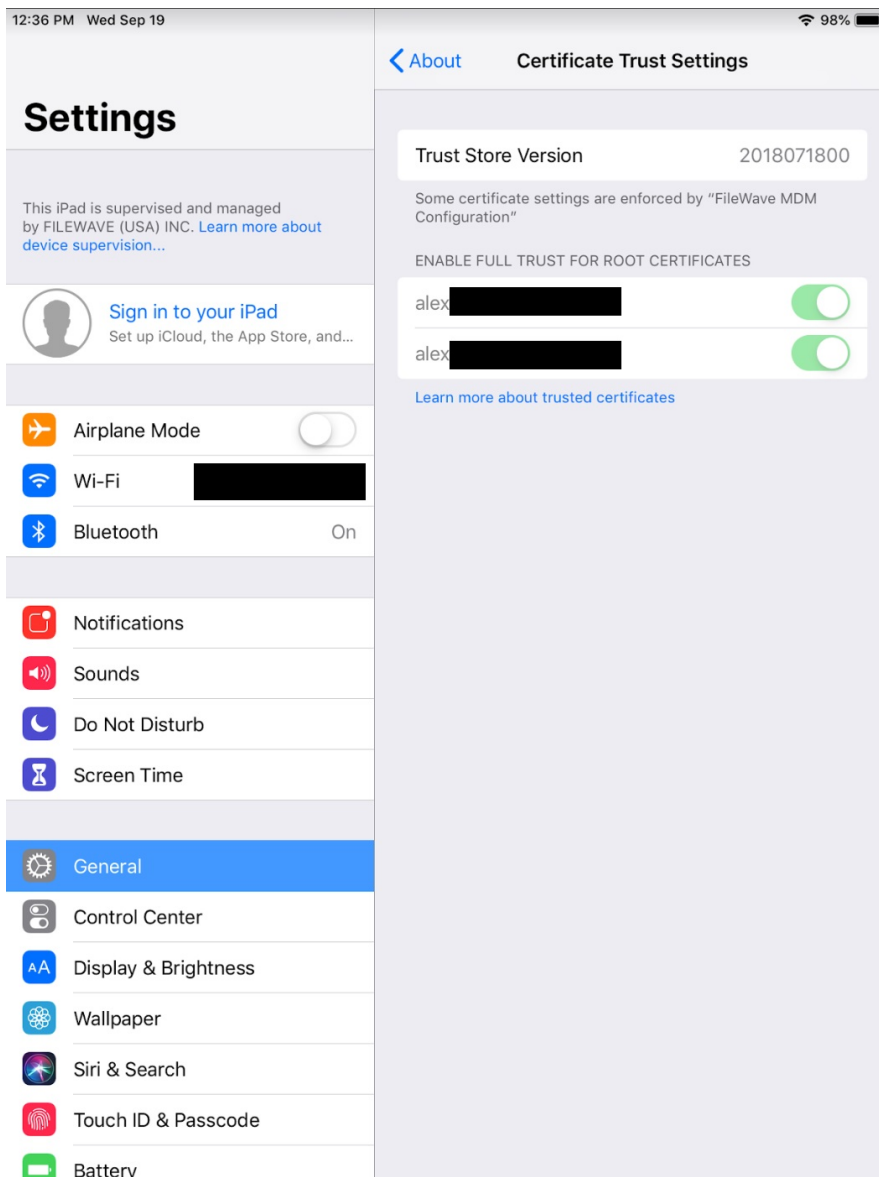 12:36 PM Wed Sep 19
98%
Settings
This iPad is supervised and managed
by FILEWAVE (USA) INC. Learn more about
device supervision...
Sign in to your iPad
Set up iCloud, the App Store, and...
Airplane Mode
Wi-Fi
Bluetooth On
Notifications
Sounds
Do Not Disturb
Screen Time
General
Control Center
AA Display & Brightness
Wallpaper
Siri & Search
Touch ID & Passcode
Battery
About Certificate Trust Settings
Trust Store Version 2018071800
Some certificate settings are enforced by “FileWave MDM
Configuration”
ENABLE FULL TRUST FOR ROOT CERTIFICATES
alex
alex
Learn more about trusted certificates